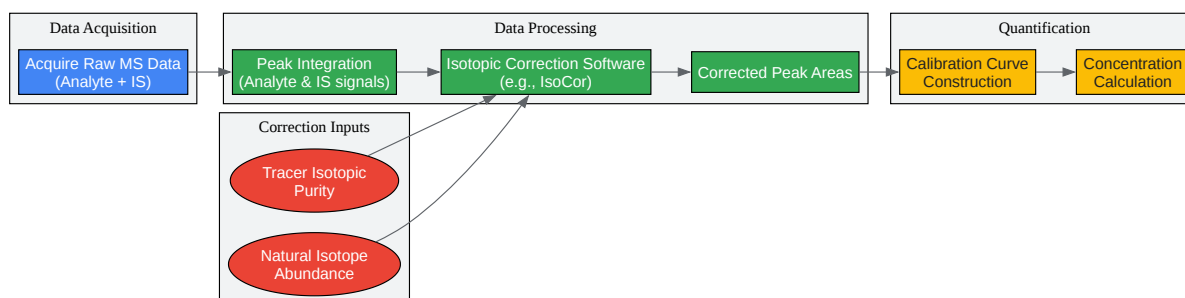 Data Acquisition
Acquire Raw MS Data
(Analyte + IS)
Data Processing
Peak Integration
(Analyte & IS signals)
Isotopic Correction Software
(e.g., IsoCor)
Corrected Peak Areas
Quantification
Calibration Curve
Construction
Concentration
Calculation
Correction Inputs
Tracer Isotopic
Purity
Natural Isotope
Abundance